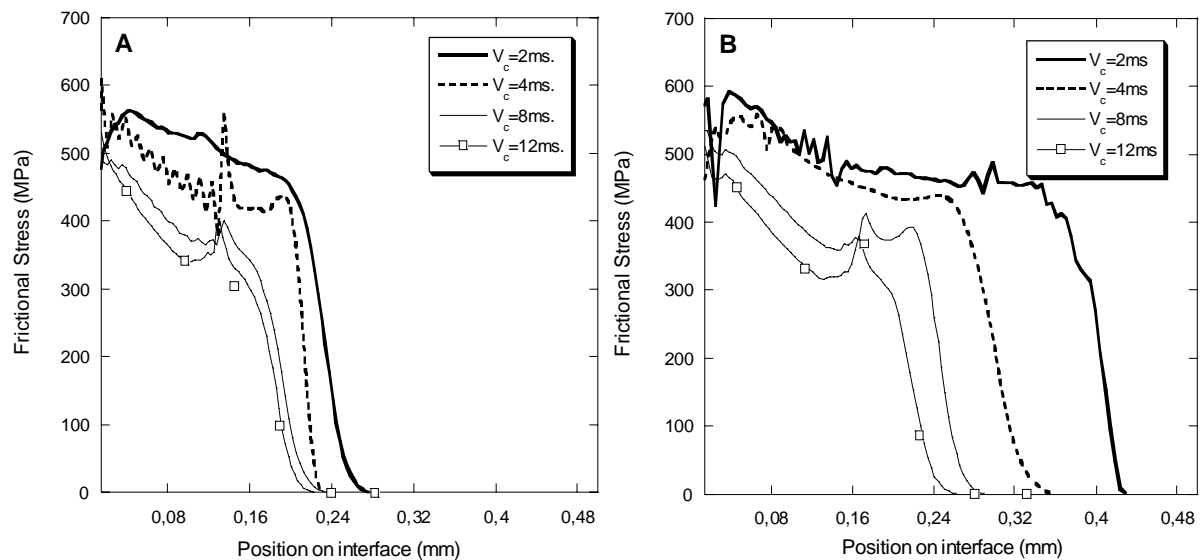 A
V_c=2ms.
V_c=4ms.
V_c=8ms.
V_c=12ms.
700
600
500
400
300
200
100
0
0,08
0,16
0,24
0,32
0,4
0,48
Frictional Stress (MPa)
Position on interface (mm)
B
V_c=2ms
V_c=4ms
V_c=8ms
V_c=12ms
700
600
500
400
300
200
100
0
0,08
0,16
0,24
0,32
0,4
0,48
Frictional Stress (MPa)
Position on interface (mm)